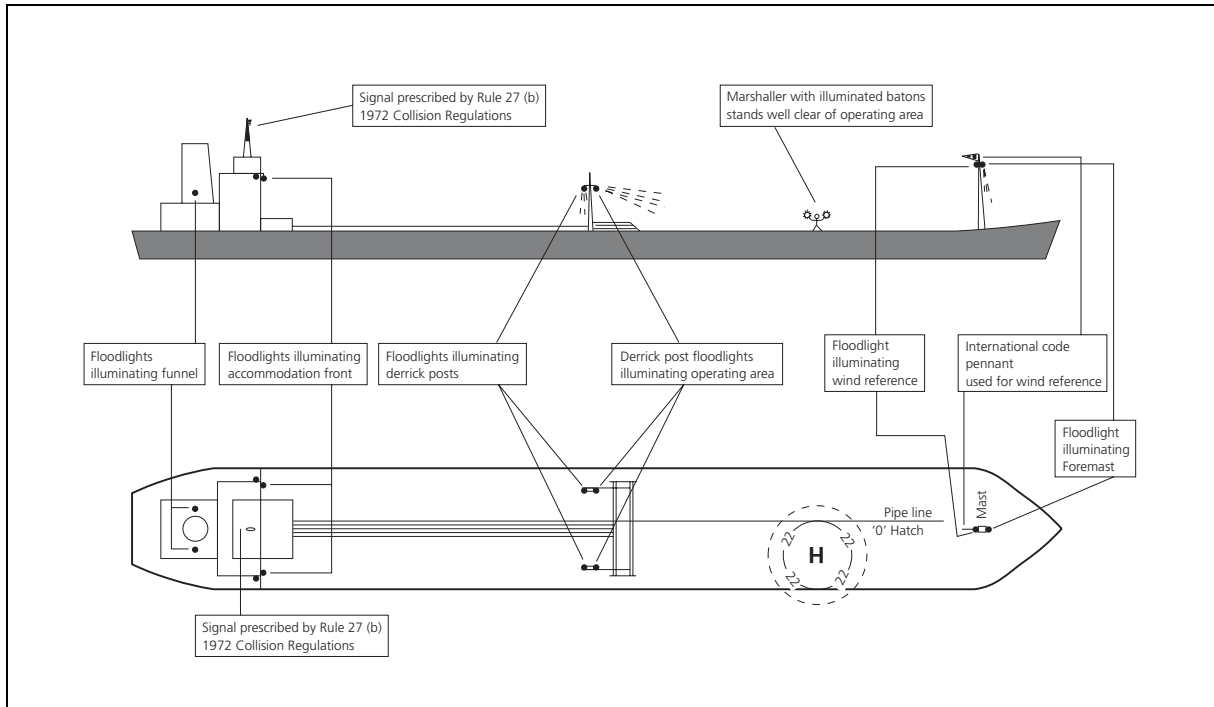 Signal prescribed by Rule 27 (b)
1972 Collision Regulations
Marshaller with illuminated batons
stands well clear of operating area
Floodlights
illuminating funnel
Floodlights illuminating
accommodation front
Floodlights illuminating
derrick posts
Derrick post floodlights
illuminating operating area
Floodlight
illuminating
wind reference
International code
pennant
used for wind reference
Floodlight
illuminating
Foremast
Mast
Pipe line
'0' Hatch
22
22
H
22
22
Signal prescribed by Rule 27 (b)
1972 Collision Regulations